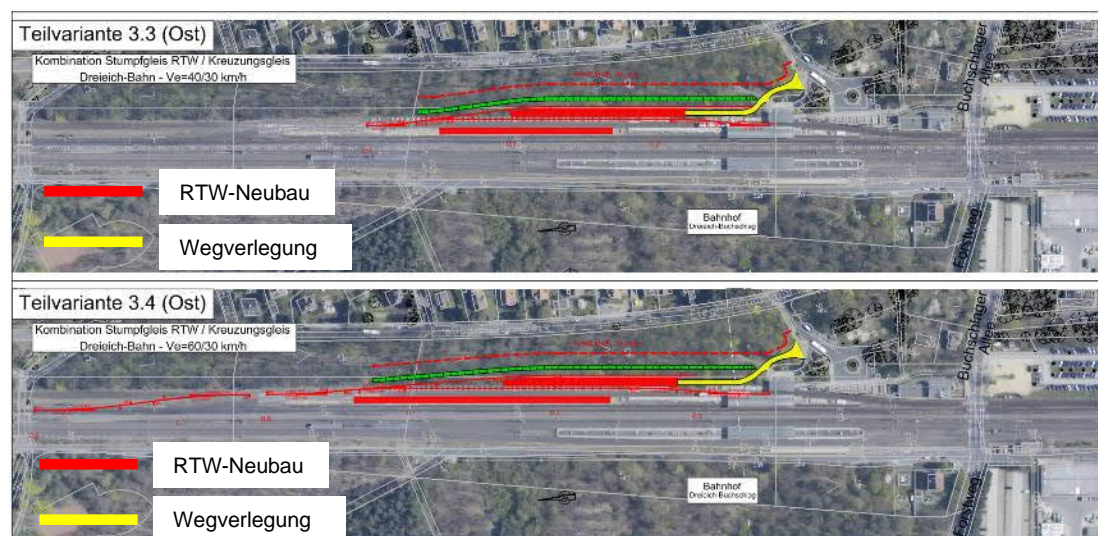 Teilvariante 3.3 (Ost)
Kombination Stumpfgleis RTW / Kreuzungsgleis
Dreieich-Bahn - Ve=40/30 km/h
Buchschlager
Allee
RTW-Neubau
Wegverlegung
Bahnhof
Dreieich-Buchschlag
Forstweg
Teilvariante 3.4 (Ost)
Kombination Stumpfgleis RTW / Kreuzungsgleis
Dreieich-Bahn - Ve=60/30 km/h
Buchschlager
Allee
RTW-Neubau
Wegverlegung
Bahnhof
Dreieich-Buchschlag
Forstweg